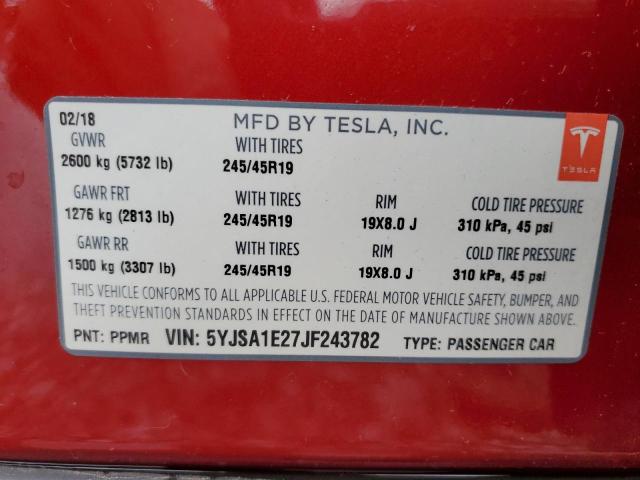 02/18 MFD BY TESLA, INC.
GVWR WITH TIRES
2600 kg (5732 lb) 245/45R19
TESLA
GAWR FRT WITH TIRES RIM COLD TIRE PRESSURE
1276 kg (2813 lb) 245/45R19 19X8.0 J 310 kPa, 45 psi
GAWR RR WITH TIRES RIM COLD TIRE PRESSURE
1500 kg (3307 lb) 245/45R19 19X8.0 J 310 kPa, 45 psi
THIS VEHICLE CONFORMS TO ALL APPLICABLE U.S. FEDERAL MOTOR VEHICLE SAFETY, BUMPER, AND
THEFT PREVENTION STANDARDS IN EFFECT ON THE DATE OF MANUFACTURE SHOWN ABOVE.
PNT: PPMR VIN: 5YJSA1E27JF243782 TYPE: PASSENGER CAR